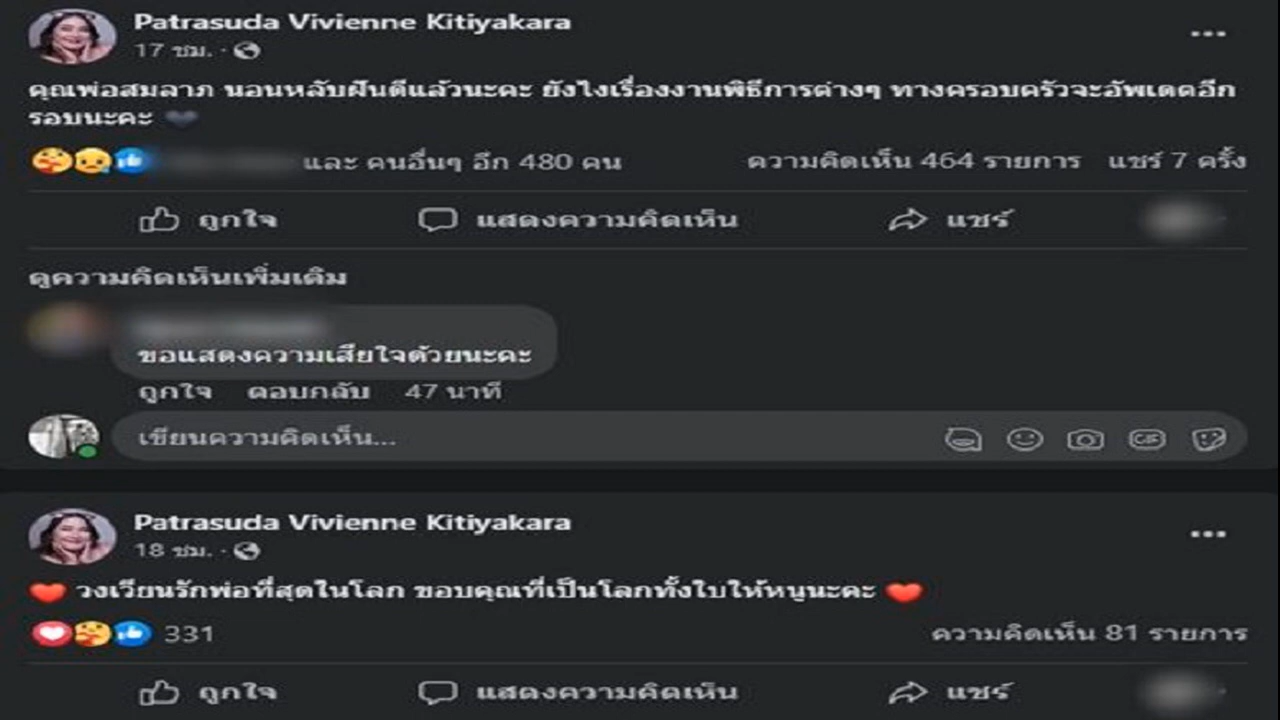 Patrasuda Vivienne Kitiyakara
17 ชม. ·
คุณพ่อสมลาภ นอนหลับฝันดีแล้วนะคะ ยังไงเรื่องงานพิธีการต่างๆ ทางครอบครัวจะอัพเดตอีก
รอบนะคะ
และ คนอื่นๆ อีก 480 คน ความคิดเห็น 464 รายการ แชร์ 7 ครั้ง
ถูกใจ แสดงความคิดเห็น แชร์
ดูความคิดเห็นเพิ่มเติม
ขอแสดงความเสียใจด้วยนะคะ
ถูกใจ ตอบกลับ 47 นาที
เขียนความคิดเห็น...
GIF
Patrasuda Vivienne Kitiyakara
18 ชม. ·
วงเวียนรักพ่อที่สุดในโลก ขอบคุณที่เป็นโลกทั้งใบให้หนูนะคะ
331 ความคิดเห็น 81 รายการ
ถูกใจ แสดงความคิดเห็น แชร์